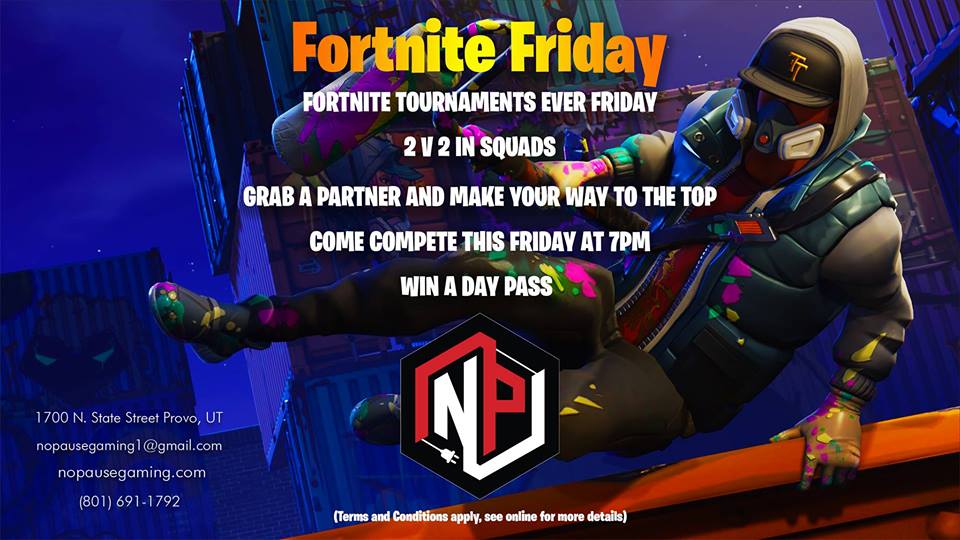 Fortnite Friday
FORTNITE TOURNAMENTS EVER FRIDAY
2 V 2 IN SQUADS
GRAB A PARTNER AND MAKE YOUR WAY TO THE TOP
COME COMPETE THIS FRIDAY AT 7PM
WIN A DAY PASS
NP
1700 N. State Street Provo, UT
nopausegaming1@gmail.com
nopausegaming.com
(801) 691-1792
(Terms and Conditions apply, see online for more details)